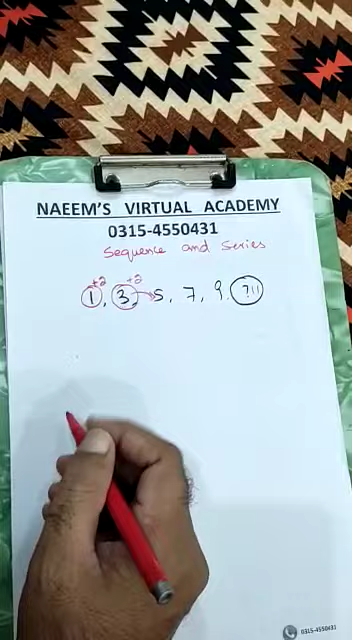 NAEEM'S VIRTUAL ACADEMY
0315-4550431
Sequence and Series
+2 +2
1, 3, 5, 7, 9, ?11
0315-4550431